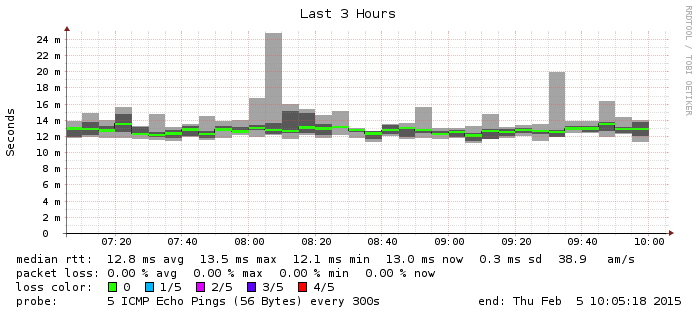 Last 3 Hours
RRDTOOL / TOBI OETIKER
Seconds
24 m
22 m
20 m
18 m
16 m
14 m
12 m
10 m
8 m
6 m
4 m
2 m
0
07:20 07:40 08:00 08:20 08:40 09:00 09:20 09:40 10:00
median rtt: 12.8 ms avg 13.5 ms max 12.1 ms min 13.0 ms now 0.3 ms sd 38.9 am/s
packet loss: 0.00 % avg 0.00 % max 0.00 % min 0.00 % now
loss color: 0 1/5 2/5 3/5 4/5
probe: 5 ICMP Echo Pings (56 Bytes) every 300s end: Thu Feb 5 10:05:18 2015